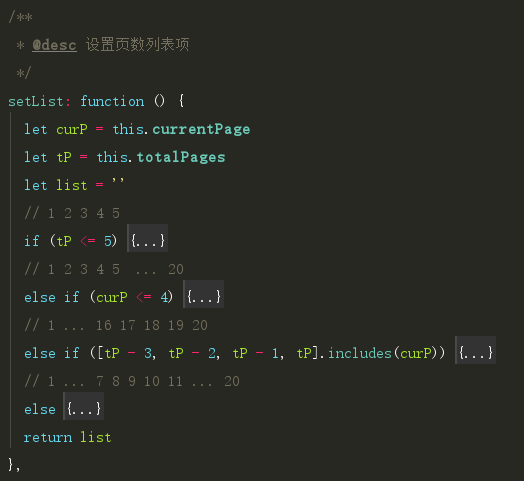 /**
 * @desc 设置页数列表项
 */
setList: function () {
  let curP = this.currentPage
  let tP = this.totalPages
  let list = ''
  // 1 2 3 4 5
  if (tP <= 5) {...}
  // 1 2 3 4 5  ... 20
  else if (curP <= 4) {...}
  // 1 ... 16 17 18 19 20
  else if ([tP - 3, tP - 2, tP - 1, tP].includes(curP)) {...}
  // 1 ... 7 8 9 10 11 ... 20
  else {...}
  return list
},